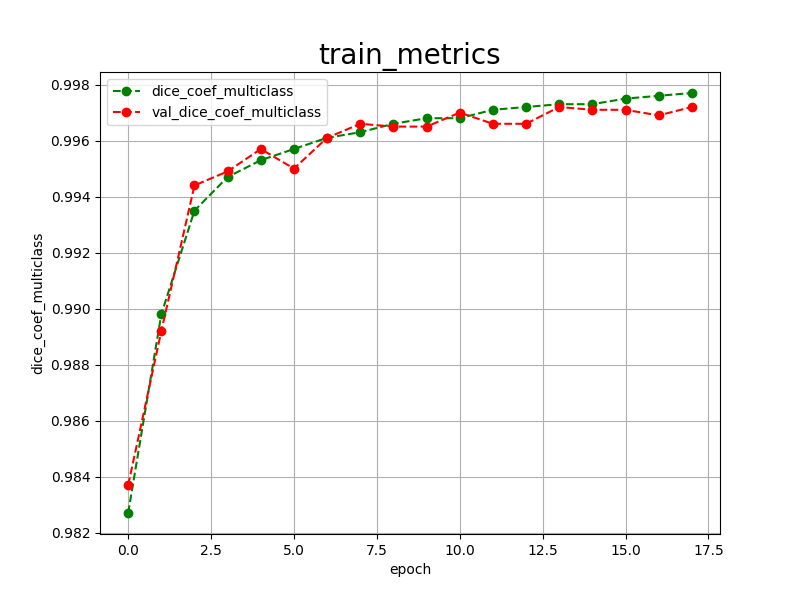 train_metrics
dice_coef_multiclass
val_dice_coef_multiclass
0.998
0.996
0.994
0.992
0.990
0.988
0.986
0.984
0.982
dice_coef_multiclass
0.0 2.5 5.0 7.5 10.0 12.5 15.0 17.5
epoch